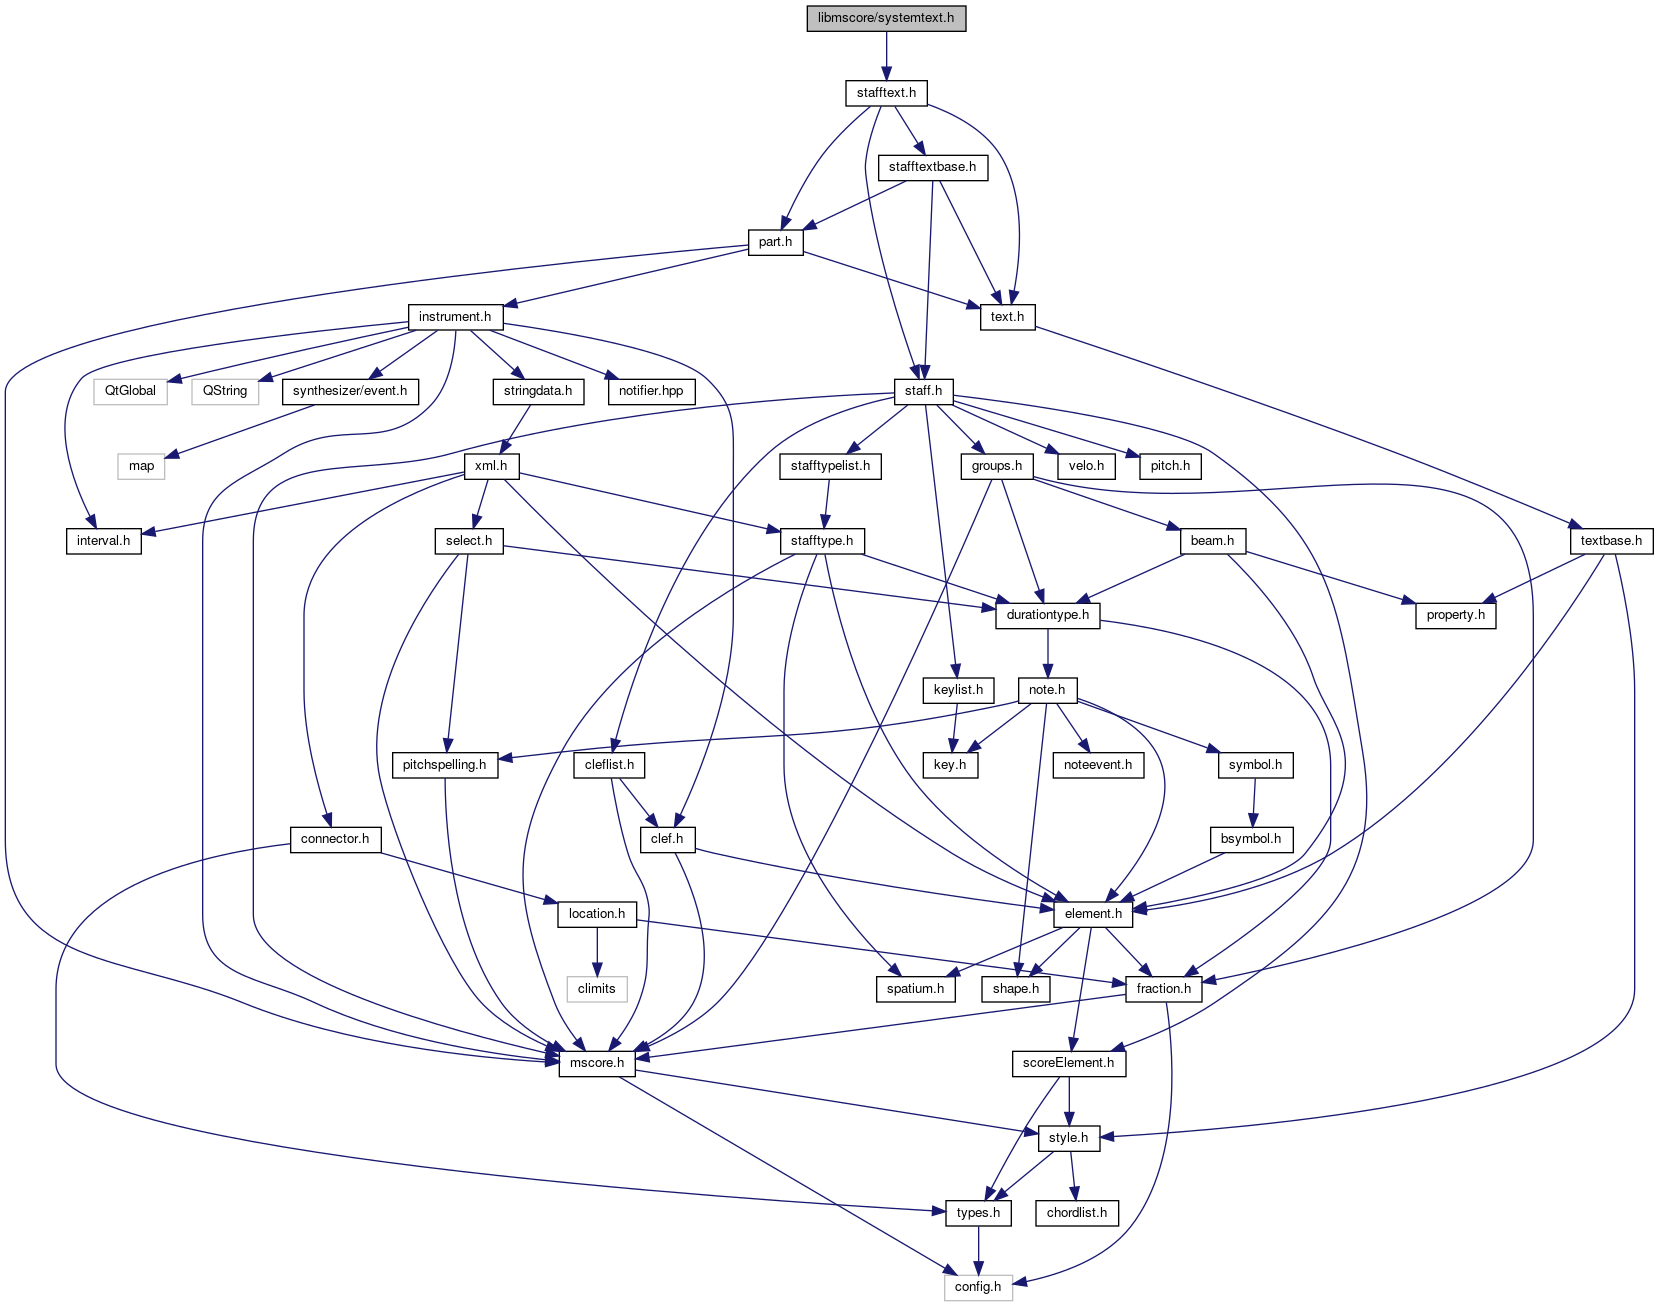 libmscore/systemtext.h
stafftext.h
stafftextbase.h
part.h
instrument.h
text.h
QtGlobal
QString
synthesizer/event.h
stringdata.h
notifier.hpp
staff.h
map
xml.h
stafftypelist.h
groups.h
velo.h
pitch.h
interval.h
select.h
stafftype.h
beam.h
textbase.h
durationtype.h
property.h
keylist.h
note.h
pitchspelling.h
cleflist.h
key.h
noteevent.h
symbol.h
connector.h
clef.h
bsymbol.h
location.h
element.h
climits
spatium.h
shape.h
fraction.h
mscore.h
scoreElement.h
style.h
types.h
chordlist.h
config.h